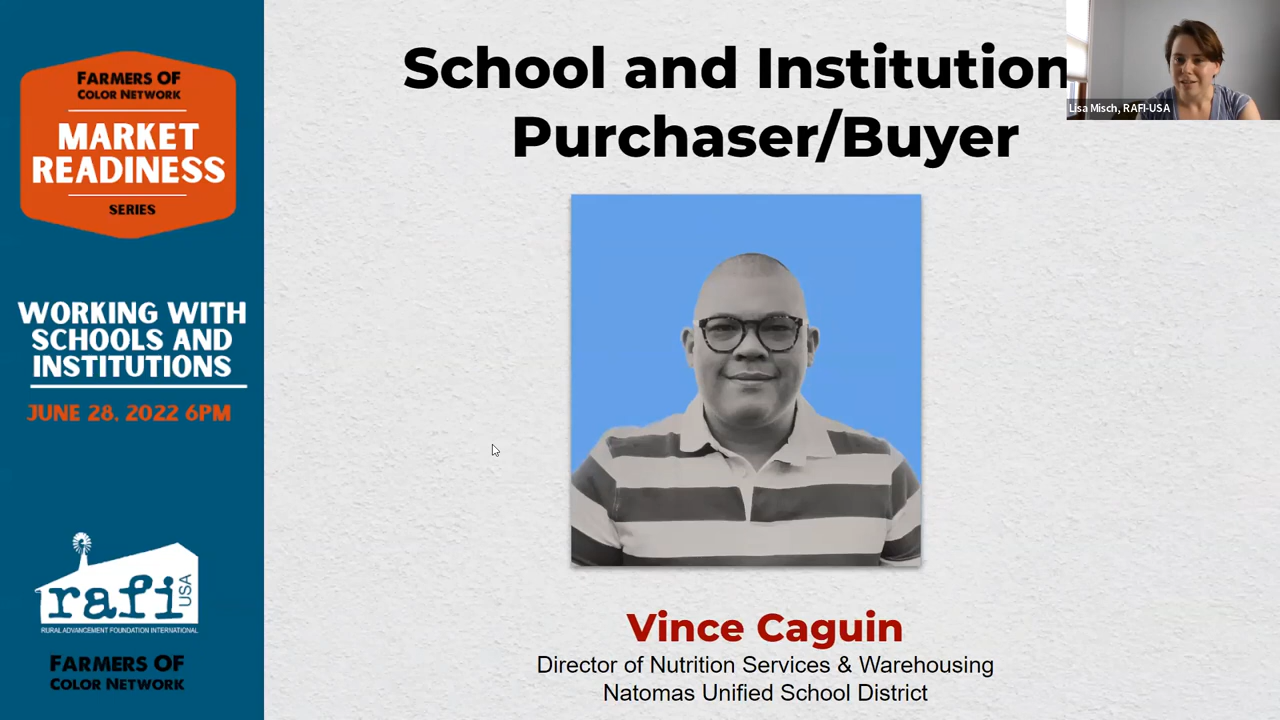 FARMERS OF
COLOR NETWORK
MARKET
READINESS
SERIES
WORKING WITH
SCHOOLS AND
INSTITUTIONS
JUNE 28, 2022 6PM
rafi
USA
RURAL ADVANCEMENT FOUNDATION INTERNATIONAL
FARMERS OF
COLOR NETWORK
School and Institution
Purchaser/Buyer
Lisa Misch, RAFI-USA
Vince Caguin
Director of Nutrition Services & Warehousing
Natomas Unified School District